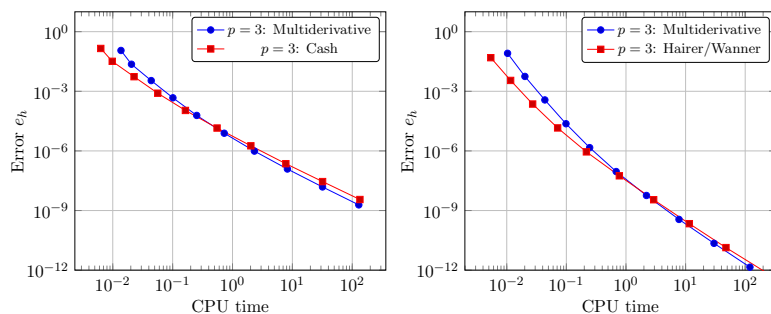 p = 3: Multiderivative
p = 3: Cash
10^0
10^−3
10^−6
10^−9
10^−12
Error e_h
10^−2 10^−1 10^0 10^1 10^2
CPU time
p = 3: Multiderivative
p = 3: Hairer/Wanner
10^0
10^−3
10^−6
10^−9
10^−12
Error e_h
10^−2 10^−1 10^0 10^1 10^2
CPU time